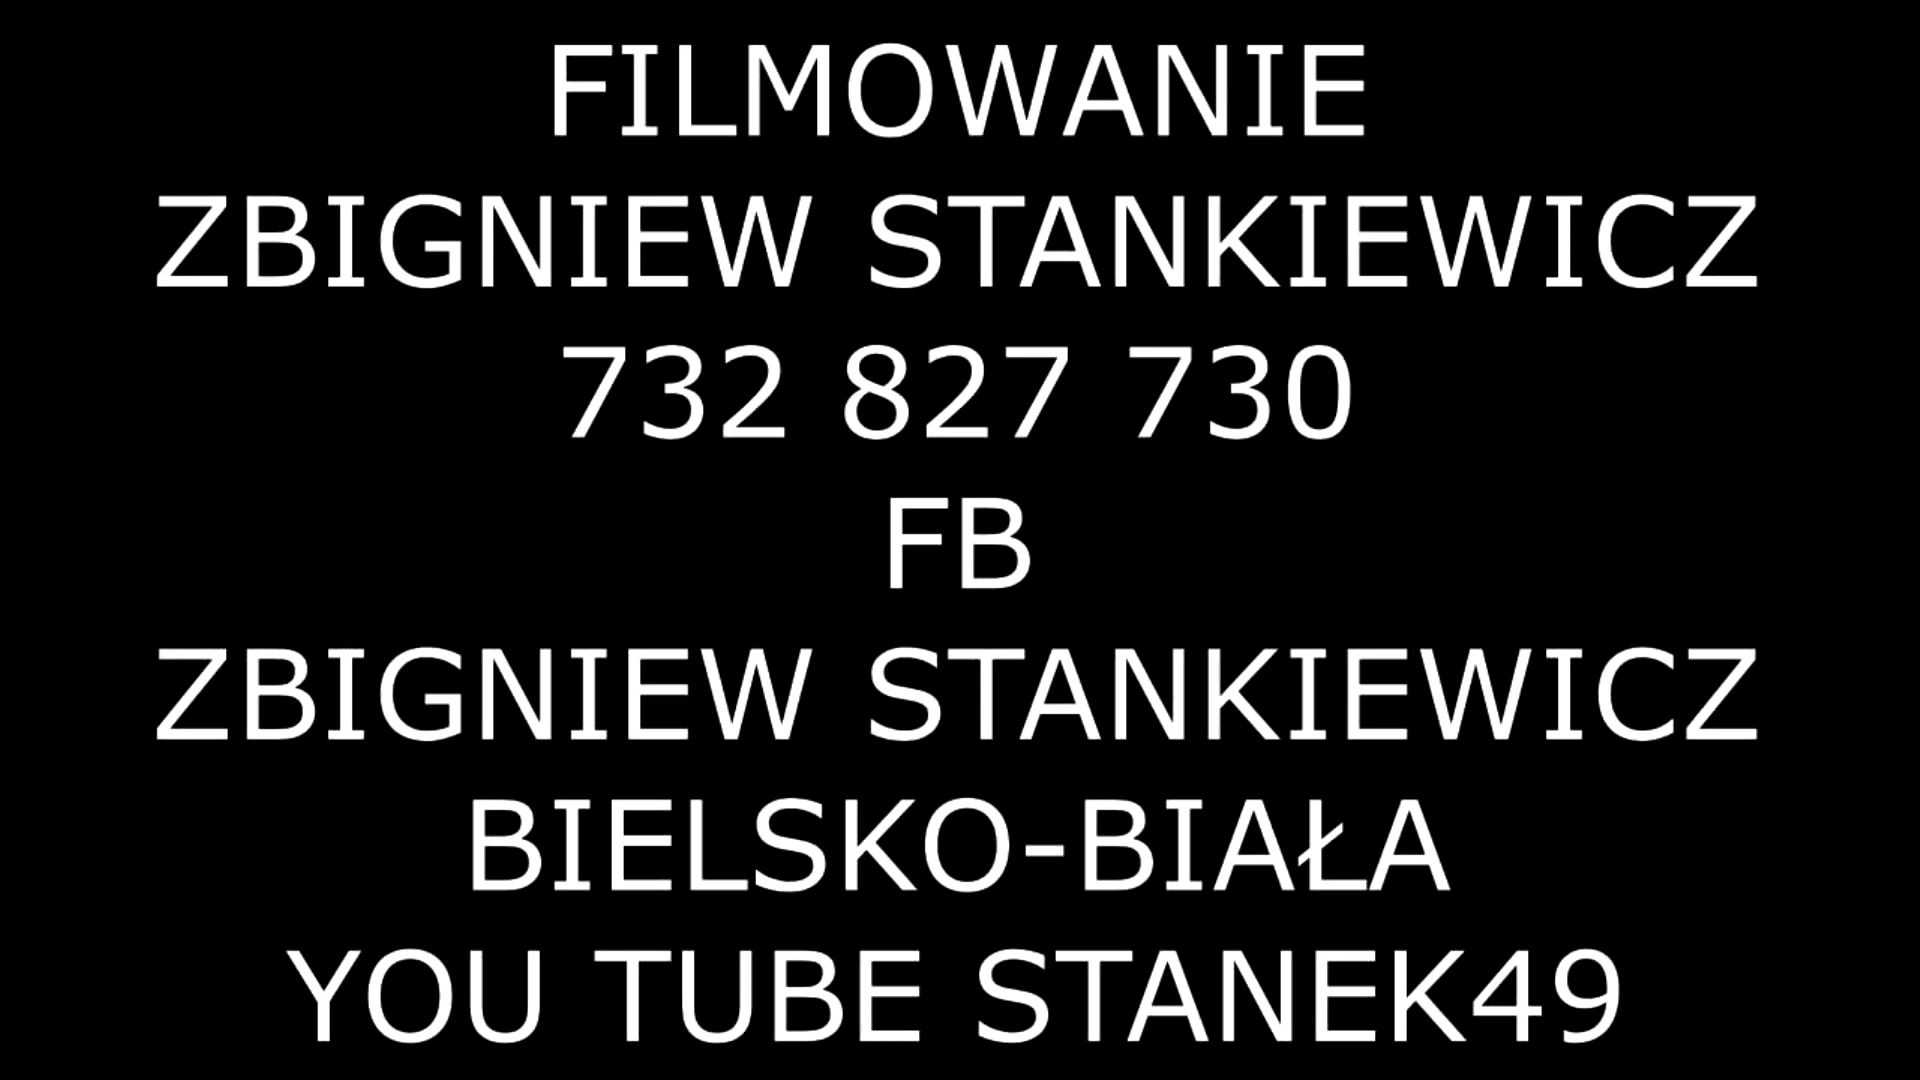 FILMOWANIE
ZBIGNIEW STANKIEWICZ
732 827 730
FB
ZBIGNIEW STANKIEWICZ
BIELSKO-BIAŁA
YOU TUBE STANEK49